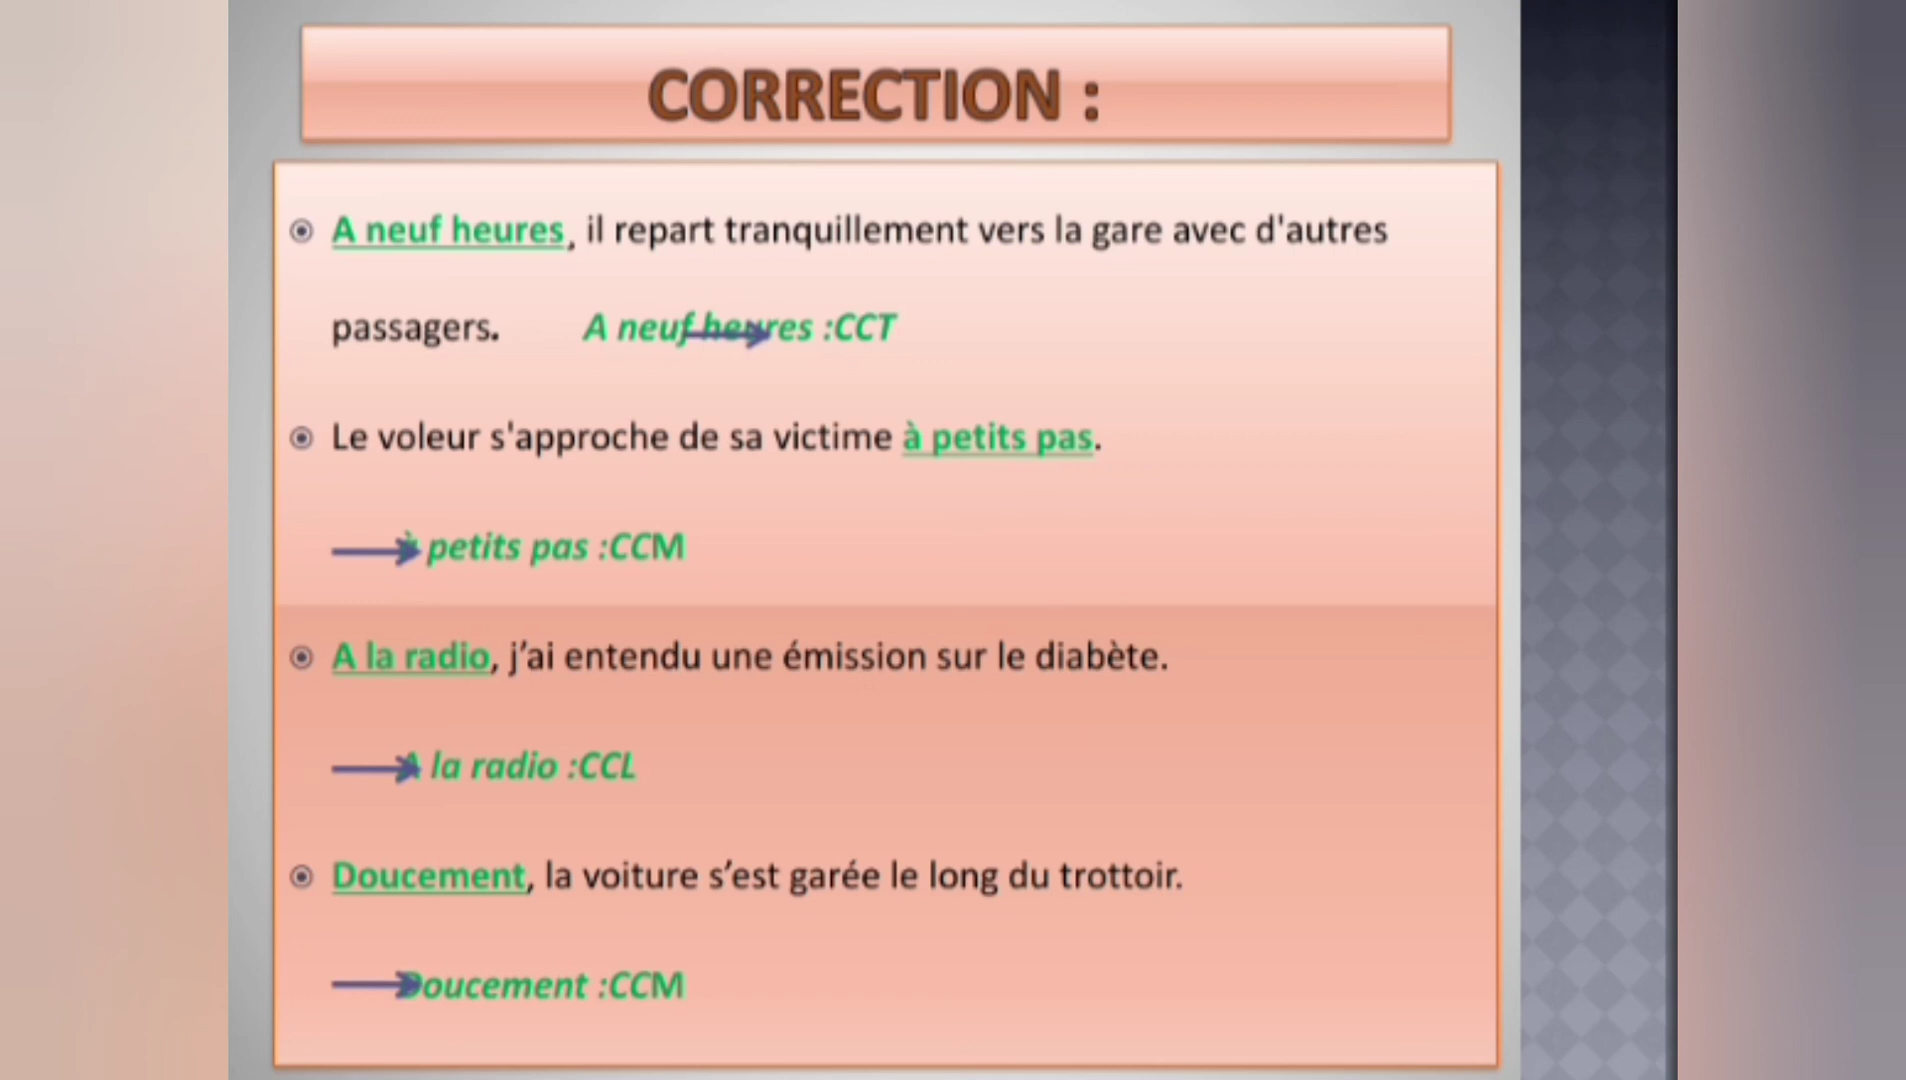 CORRECTION :
A neuf heures, il repart tranquillement vers la gare avec d'autres
passagers. A neuf heures :CCT
Le voleur s'approche de sa victime à petits pas.
à petits pas :CCM
A la radio, j’ai entendu une émission sur le diabète.
A la radio :CCL
Doucement, la voiture s’est garée le long du trottoir.
Doucement :CCM